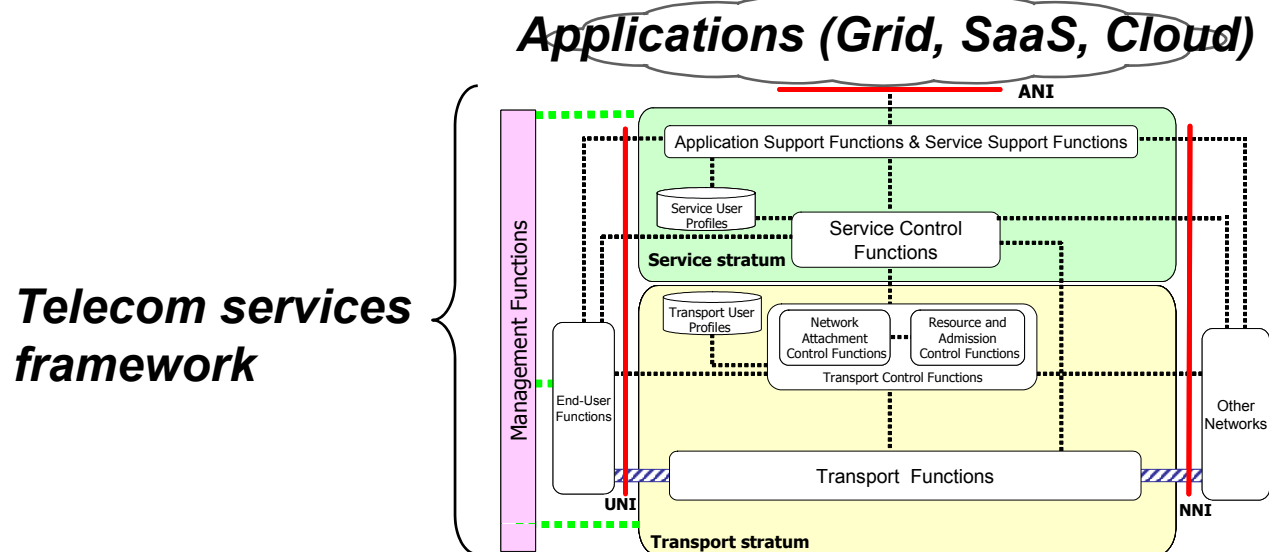 Applications (Grid, SaaS, Cloud)
ANI
Application Support Functions & Service Support Functions
Service User
Profiles
Service Control
Functions
Service stratum
Management Functions
Telecom services
framework
Transport User
Profiles
Network
Attachment
Control Functions
Resource and
Admission
Control Functions
Transport Control Functions
End-User
Functions
Other
Networks
Transport Functions
UNI
NNI
Transport stratum